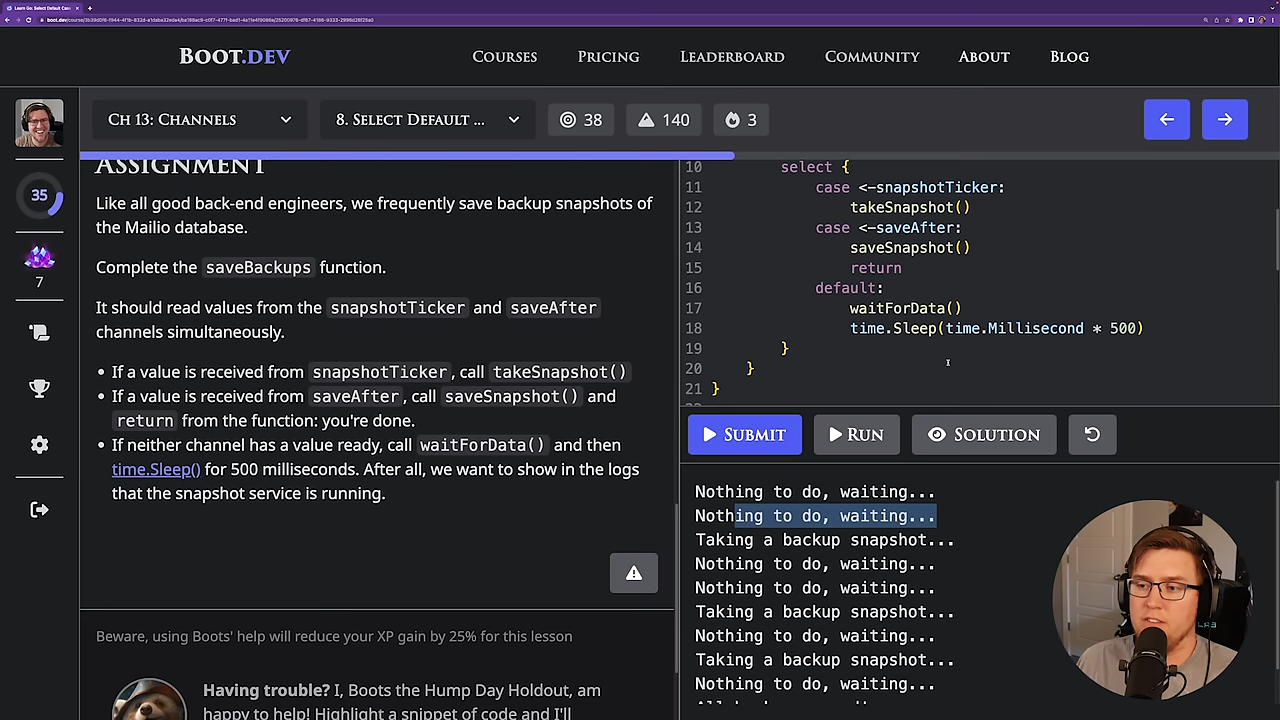 Learn Go: Select Default Cas
BOOT.DEV
COURSES
PRICING
LEADERBOARD
COMMUNITY
ABOUT
BLOG
CH 13: CHANNELS
8. SELECT DEFAULT ...
38
140
3
35
7
ASSIGNMENT
Like all good back-end engineers, we frequently save backup snapshots of
the Mailio database.
Complete the saveBackups function.
It should read values from the snapshotTicker and saveAfter
channels simultaneously.
• If a value is received from snapshotTicker, call takeSnapshot()
• If a value is received from saveAfter, call saveSnapshot() and
return from the function: you're done.
• If neither channel has a value ready, call waitForData() and then
time.Sleep() for 500 milliseconds. After all, we want to show in the logs
that the snapshot service is running.
Beware, using Boots' help will reduce your XP gain by 25% for this lesson
Having trouble? I, Boots the Hump Day Holdout, am
happy to help! Highlight a snippet of code and I'll
10 select {
11 case <-snapshotTicker:
12 takeSnapshot()
13 case <-saveAfter:
14 saveSnapshot()
15 return
16 default:
17 waitForData()
18 time.Sleep(time.Millisecond * 500)
19 }
20 }
21 }
SUBMIT
RUN
SOLUTION
Nothing to do, waiting...
Nothing to do, waiting...
Taking a backup snapshot...
Nothing to do, waiting...
Nothing to do, waiting...
Taking a backup snapshot...
Nothing to do, waiting...
Taking a backup snapshot...
Nothing to do, waiting...